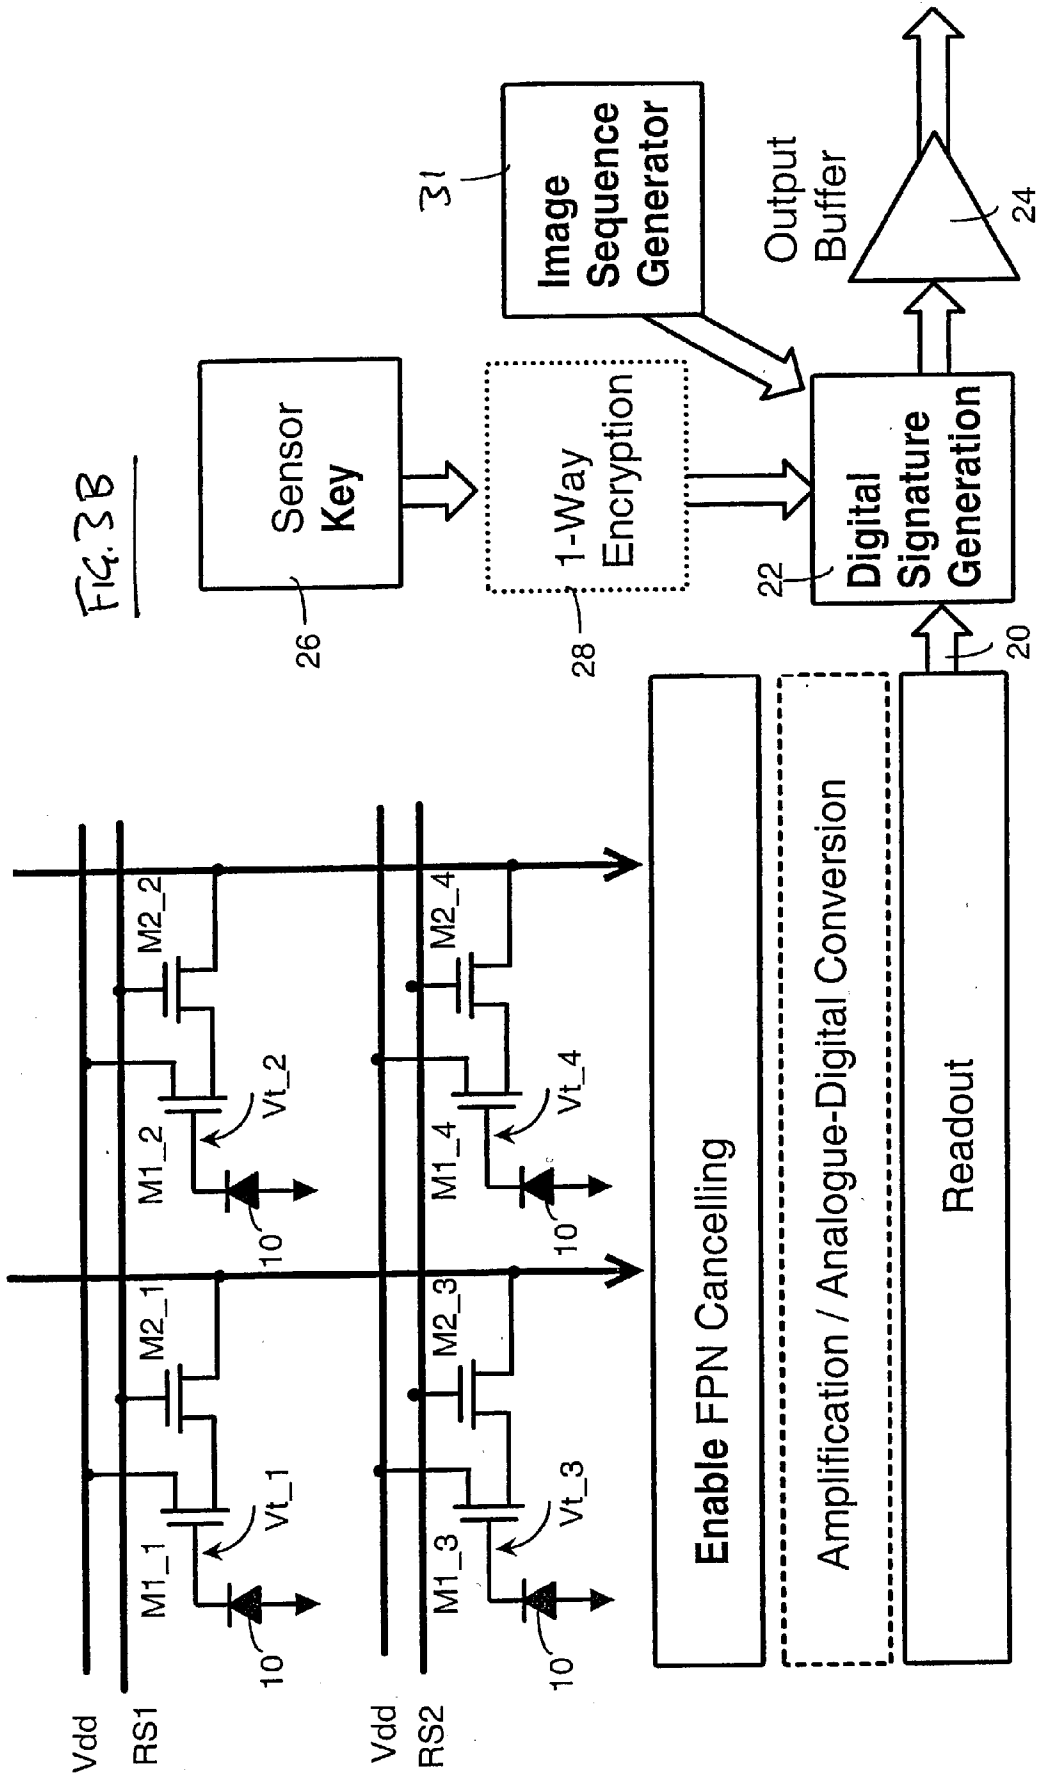 FIG. 3B
Vdd
RS1
M1_1
M2_1
Vt_1
10
M1_2
M2_2
Vt_2
10
Vdd
RS2
M1_3
M2_3
Vt_3
10
M1_4
M2_4
Vt_4
10
Enable FPN Cancelling
Amplification / Analogue-Digital Conversion
Readout
20
26
Sensor
Key
28
1-Way
Encryption
31
Image
Sequence
Generator
22
Digital
Signature
Generation
Output
Buffer
24